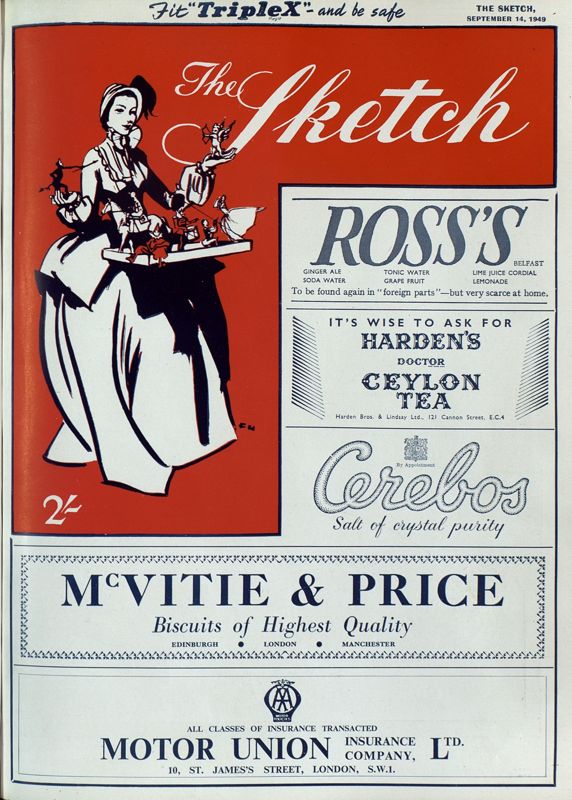 Fit "TripleX" - and be safe
THE SKETCH,
SEPTEMBER 14, 1949
The Sketch
ROSS'S
BELFAST
GINGER ALE TONIC WATER LIME JUICE CORDIAL
SODA WATER GRAPE FRUIT LEMONADE
To be found again in "foreign parts"—but very scarce at home.
IT'S WISE TO ASK FOR
HARDEN'S
DOCTOR
CEYLON
TEA
Harden Bros. & Lindsay Ltd., 121 Cannon Street, E.C.4
By Appointment
Cerebos
Salt of crystal purity
2/-
McVITIE & PRICE
Biscuits of Highest Quality
EDINBURGH • LONDON • MANCHESTER
AA
ALL CLASSES OF INSURANCE TRANSACTED
MOTOR UNION INSURANCE COMPANY, LTD.
10, ST. JAMES'S STREET, LONDON, S.W.1.